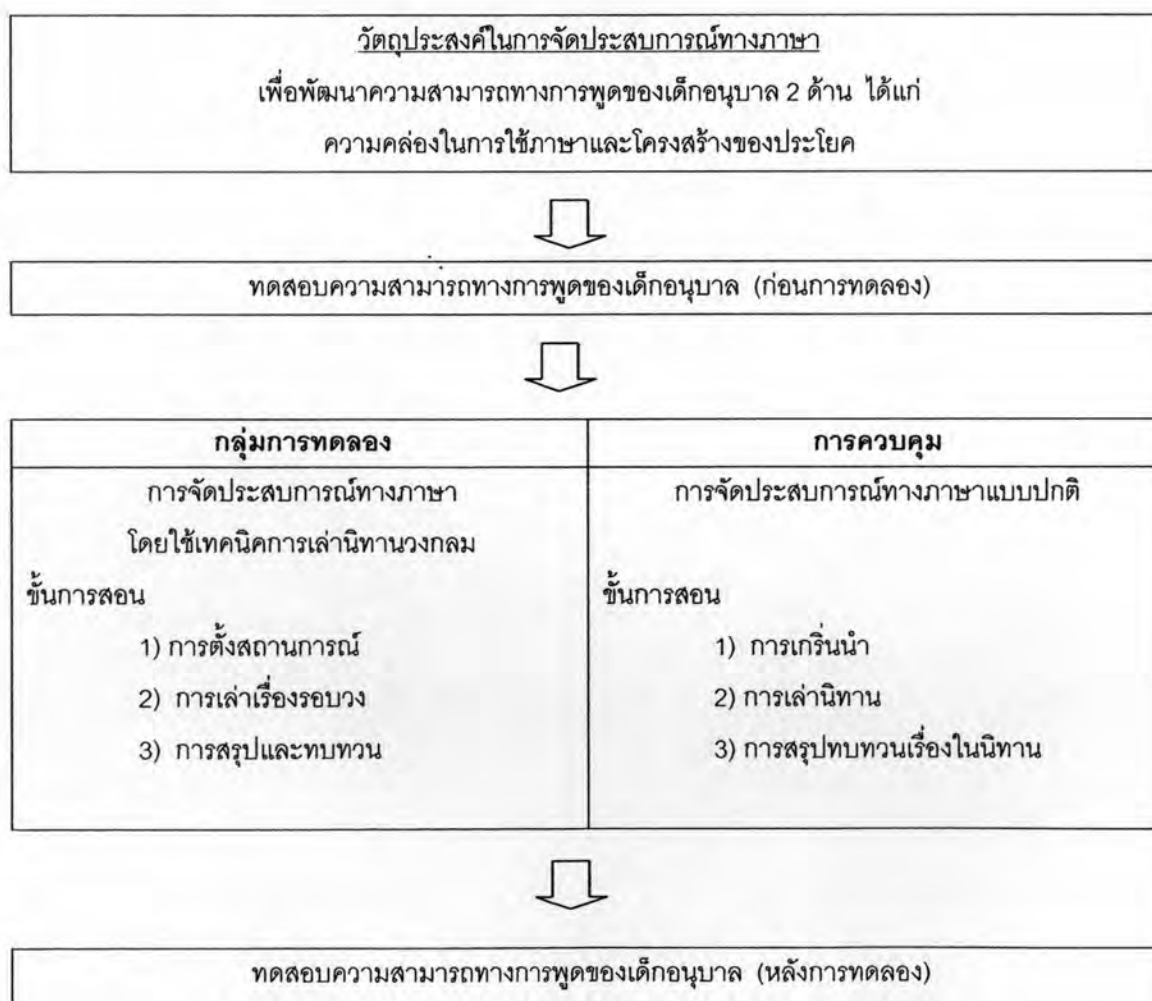 วัตถุประสงค์ในการจัดประสบการณ์ทางภาษา
เพื่อพัฒนาความสามารถทางการพูดของเด็กอนุบาล 2 ด้าน ได้แก่
ความคล่องในการใช้ภาษาและโครงสร้างของประโยค
ทดสอบความสามารถทางการพูดของเด็กอนุบาล (ก่อนการทดลอง)
กลุ่มการทดลอง
การจัดประสบการณ์ทางภาษา
โดยใช้เทคนิคการเล่านิทานวงกลม
ขั้นการสอน
1) การตั้งสถานการณ์
2) การเล่าเรื่องรอบวง
3) การสรุปและทบทวน
การควบคุม
การจัดประสบการณ์ทางภาษาแบบปกติ
ขั้นการสอน
1) การเกริ่นนำ
2) การเล่านิทาน
3) การสรุปทบทวนเรื่องในนิทาน
ทดสอบความสามารถทางการพูดของเด็กอนุบาล (หลังการทดลอง)